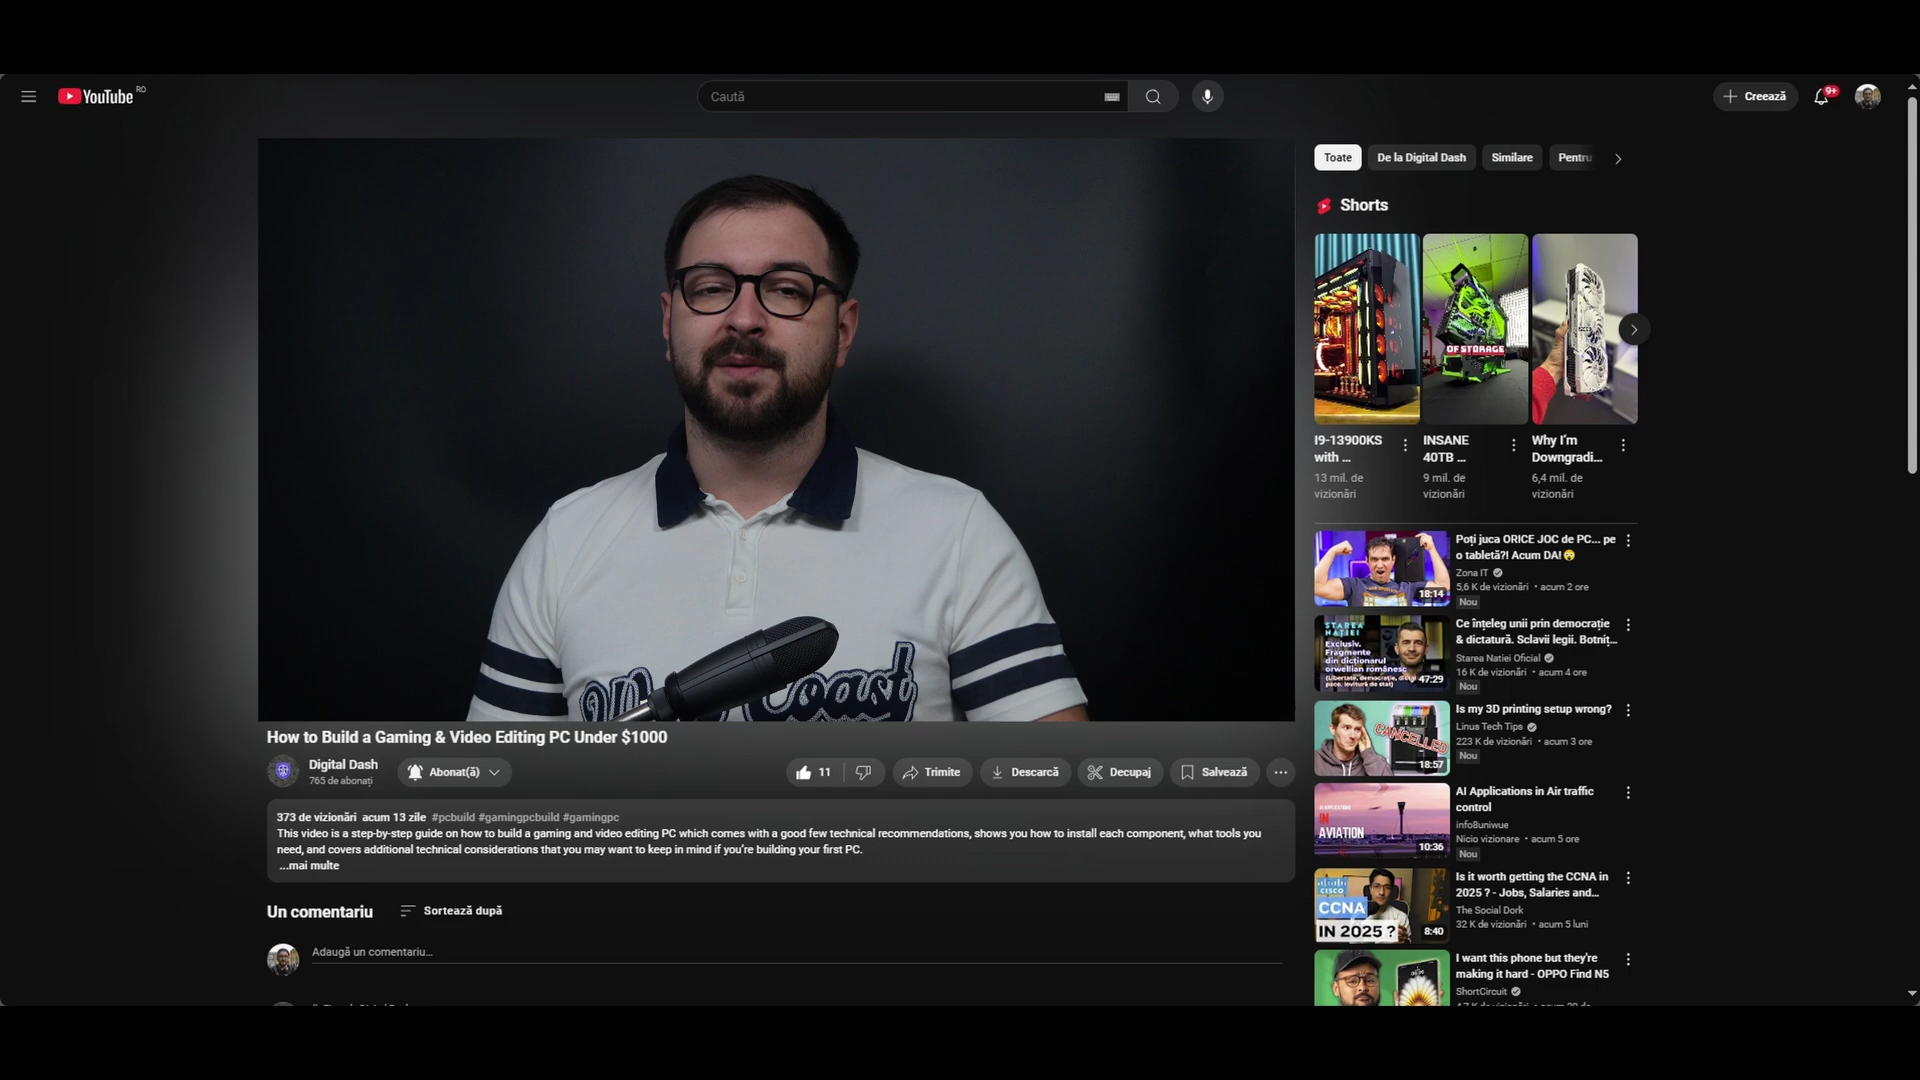 YouTube RO
Caută
Creează
9+
Toate
De la Digital Dash
Similare
Pentru
Shorts
OF STORAGE
I9-13900KS
with ...
13 mil. de
vizionări
INSANE
40TB ...
9 mil. de
vizionări
Why I'm
Downgradi...
6,4 mil. de
vizionări
How to Build a Gaming & Video Editing PC Under $1000
Digital Dash
765 de abonați
Abonat(ă)
11
Trimite
Descarcă
Decupaj
Salvează
373 de vizionări acum 13 zile #pcbuild #gamingpcbuild #gamingpc
This video is a step-by-step guide on how to build a gaming and video editing PC which comes with a good few technical recommendations, shows you how to install each component, what tools you
need, and covers additional technical considerations that you may want to keep in mind if you're building your first PC.
...mai multe
Un comentariu
Sortează după
Adaugă un comentariu...
18:14
Poți juca ORICE JOC de PC... pe
o tabletă?! Acum DA!😵
Zona IT
5,6 K de vizionări • acum 2 ore
Nou
STAREA
NAȚIEI
Exclusiv.
Fragmente
din dicționarul
orwellian românesc
47:29
Ce înțeleg unii prin democrație
& dictatură. Sclavii legii. Botniț...
Starea Natiei Oficial
16 K de vizionări • acum 4 ore
Nou
CANCELLED
18:57
Is my 3D printing setup wrong?
Linus Tech Tips
223 K de vizionări • acum 3 ore
Nou
AI APPLICATIONS
IN
AVIATION
10:36
AI Applications in Air traffic
control
info8uniwue
Nicio vizionare • acum 5 ore
Nou
CISCO
CCNA
IN 2025 ?
8:40
Is it worth getting the CCNA in
2025 ? - Jobs, Salaries and...
The Social Dork
32 K de vizionări • acum 5 luni
I want this phone but they're
making it hard - OPPO Find N5
ShortCircuit